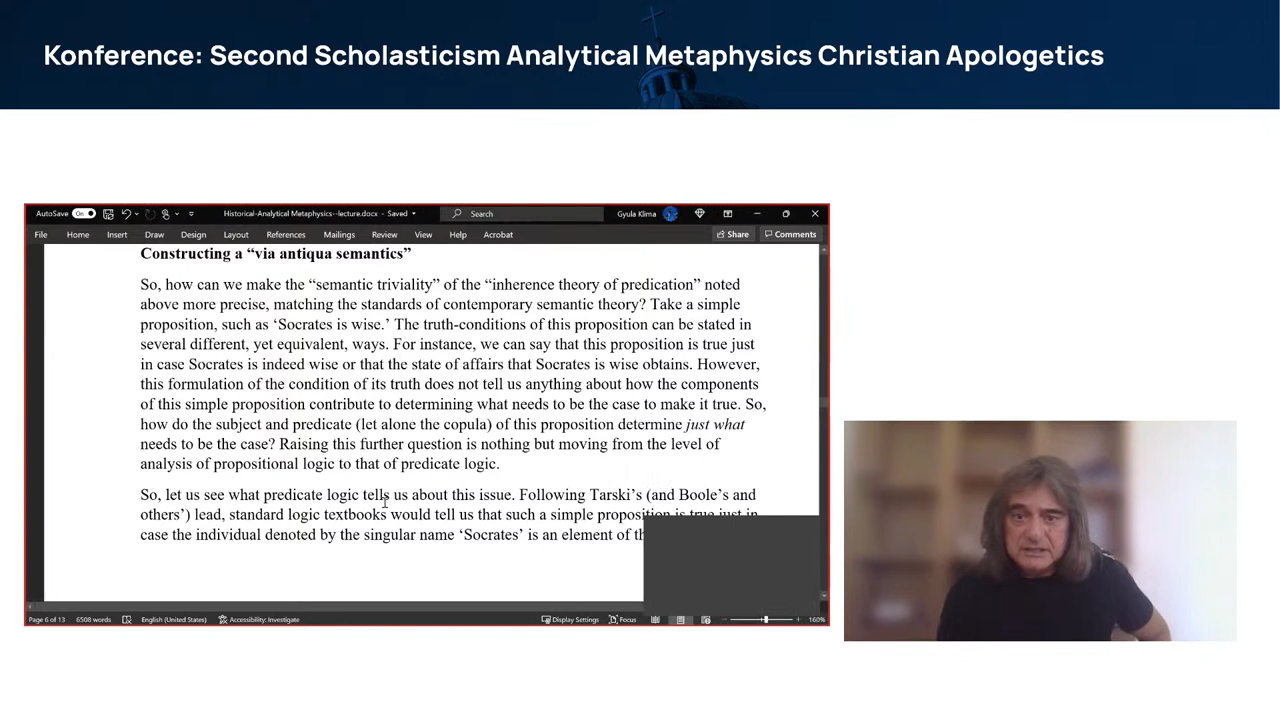 Konference: Second Scholasticism Analytical Metaphysics Christian Apologetics
AutoSave On Historical-Analytical Metaphysics--lecture.docx - Saved Search Gyula Klima
File Home Insert Draw Design Layout References Mailings Review View Help Acrobat Share Comments
Constructing a “via antiqua semantics”
So, how can we make the “semantic triviality” of the “inherence theory of predication” noted
above more precise, matching the standards of contemporary semantic theory? Take a simple
proposition, such as ‘Socrates is wise.’ The truth-conditions of this proposition can be stated in
several different, yet equivalent, ways. For instance, we can say that this proposition is true just
in case Socrates is indeed wise or that the state of affairs that Socrates is wise obtains. However,
this formulation of the condition of its truth does not tell us anything about how the components
of this simple proposition contribute to determining what needs to be the case to make it true. So,
how do the subject and predicate (let alone the copula) of this proposition determine just what
needs to be the case? Raising this further question is nothing but moving from the level of
analysis of propositional logic to that of predicate logic.
So, let us see what predicate logic tells us about this issue. Following Tarski’s (and Boole’s and
others’) lead, standard logic textbooks would tell us that such a simple proposition is true just in
case the individual denoted by the singular name ‘Socrates’ is an element of
Page 6 of 13 6508 words English (United States) Accessibility: Investigate Display Settings Focus 160%